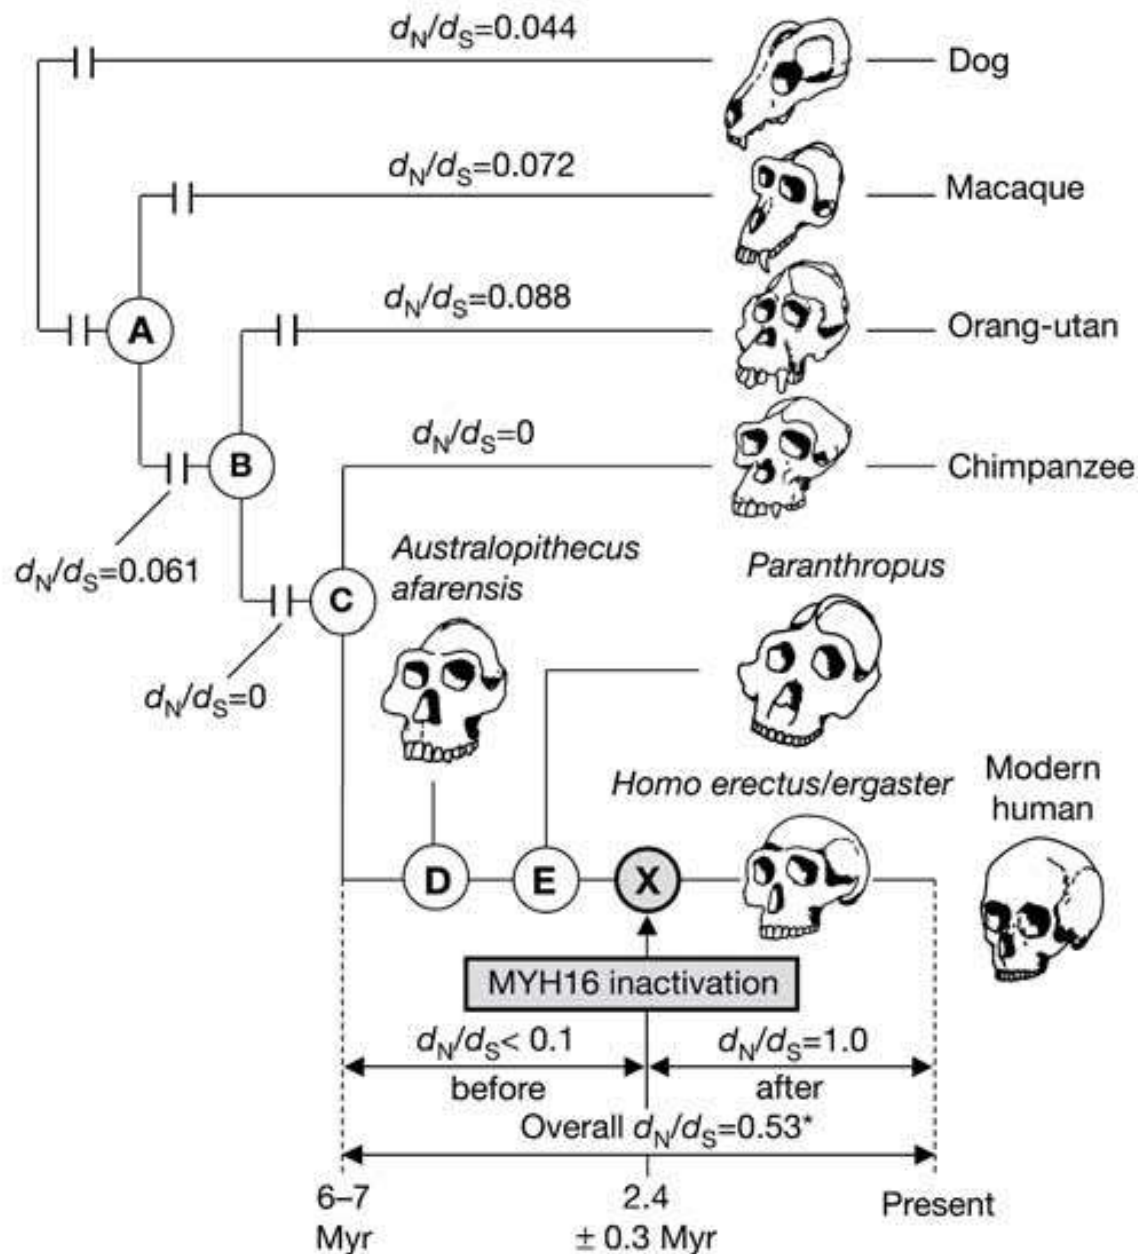 dN/dS=0.044
Dog
dN/dS=0.072
Macaque
dN/dS=0.088
Orang-utan
A
dN/dS=0
B
Chimpanzee
dN/dS=0.061
Australopithecus
afarensis
Paranthropus
C
dN/dS=0
Homo erectus/ergaster
Modern
human
D
E
X
MYH16 inactivation
dN/dS< 0.1
dN/dS=1.0
before
after
Overall dN/dS=0.53*
6–7
Myr
2.4
± 0.3 Myr
Present